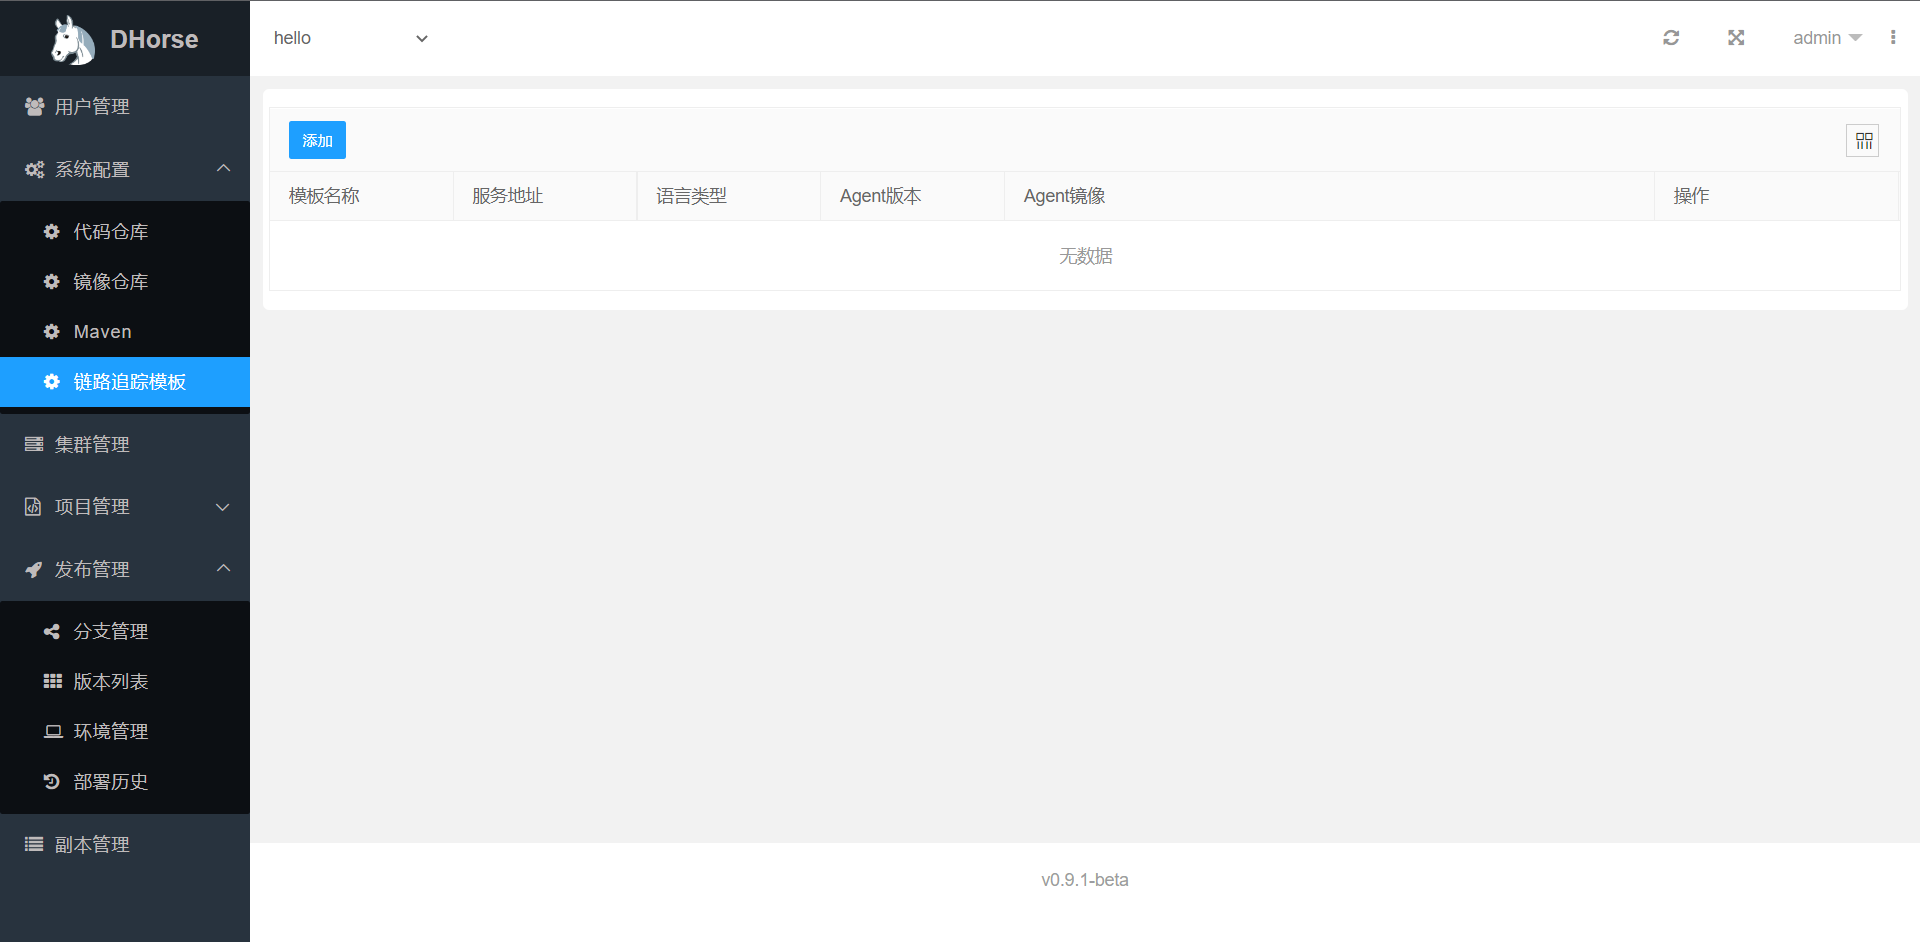 DHorse
hello
admin
用户管理
系统配置
代码仓库
镜像仓库
Maven
链路追踪模板
集群管理
项目管理
发布管理
分支管理
版本列表
环境管理
部署历史
副本管理
添加
模板名称 服务地址 语言类型 Agent版本 Agent镜像 操作
无数据
v0.9.1-beta